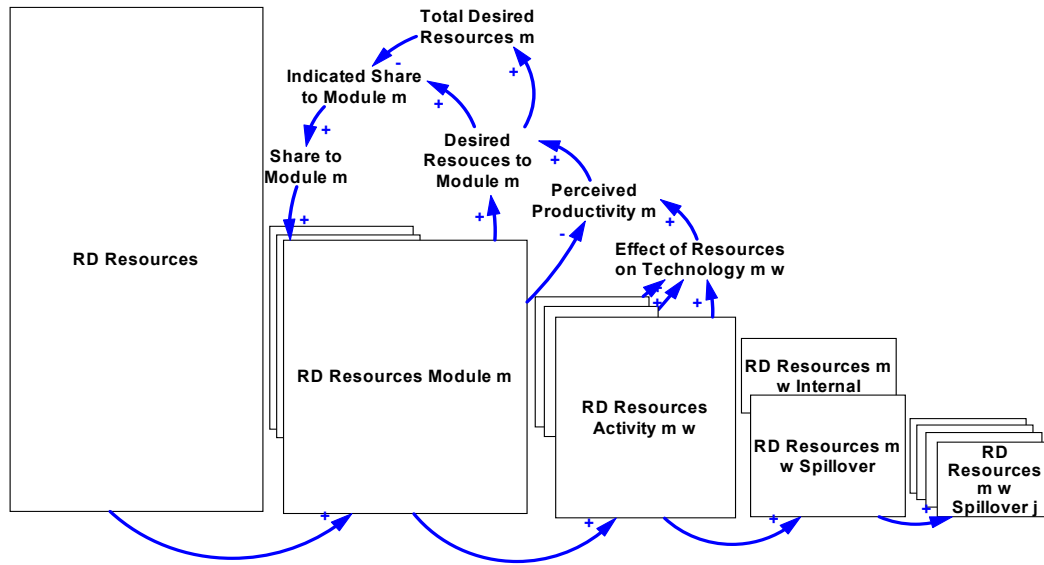 Total Desired
Resources m
-
+
Indicated Share
to Module m
+
+
Desired
Resouces to
Module m
Share to
Module m
+
Perceived
Productivity m
+
+
-
+
Effect of Resources
on Technology m w
+
+
+
RD Resources
RD Resources Module m
RD Resources
Activity m w
RD Resources m
w Internal
RD Resources m
w Spillover
RD
Resources
m w
Spillover j
+
+
+
+